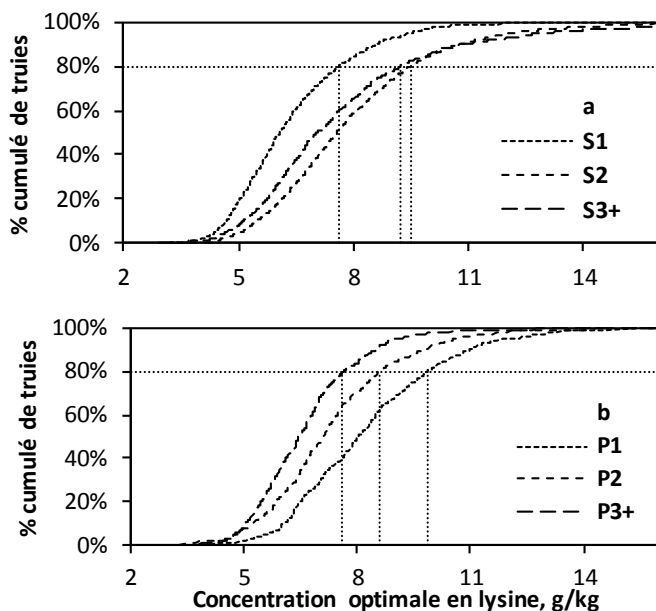 100%
80%
60%
40%
20%
0%
% cumulé de truies
a
S1
S2
S3+
2 5 8 11 14
100%
80%
60%
40%
20%
0%
% cumulé de truies
b
P1
P2
P3+
2 5 8 11 14
Concentration optimale en lysine, g/kg